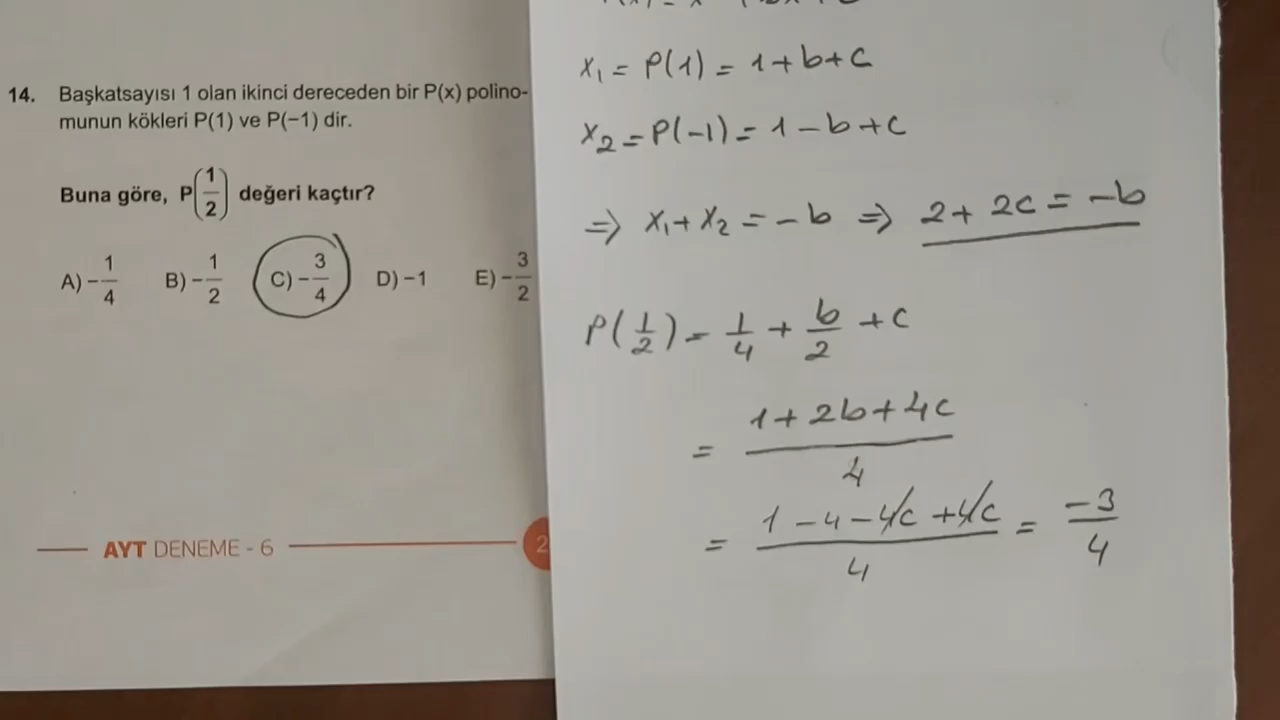 14. Başkatsayısı 1 olan ikinci dereceden bir P(x) polino-
munun kökleri P(1) ve P(−1) dir.
Buna göre, P(1/2) değeri kaçtır?
A) −1/4 B) −1/2 C) −3/4 D) −1 E) −3/2
AYT DENEME - 6
2
x₁ = P(1) = 1+b+c
x₂ = P(-1) = 1-b+c
⇒ x₁+x₂ = -b ⇒ 2+2c = -b
P(1/2) = 1/4 + b/2 + c
= (1+2b+4c)/4
= (1-4-4c+4c)/4 = -3/4